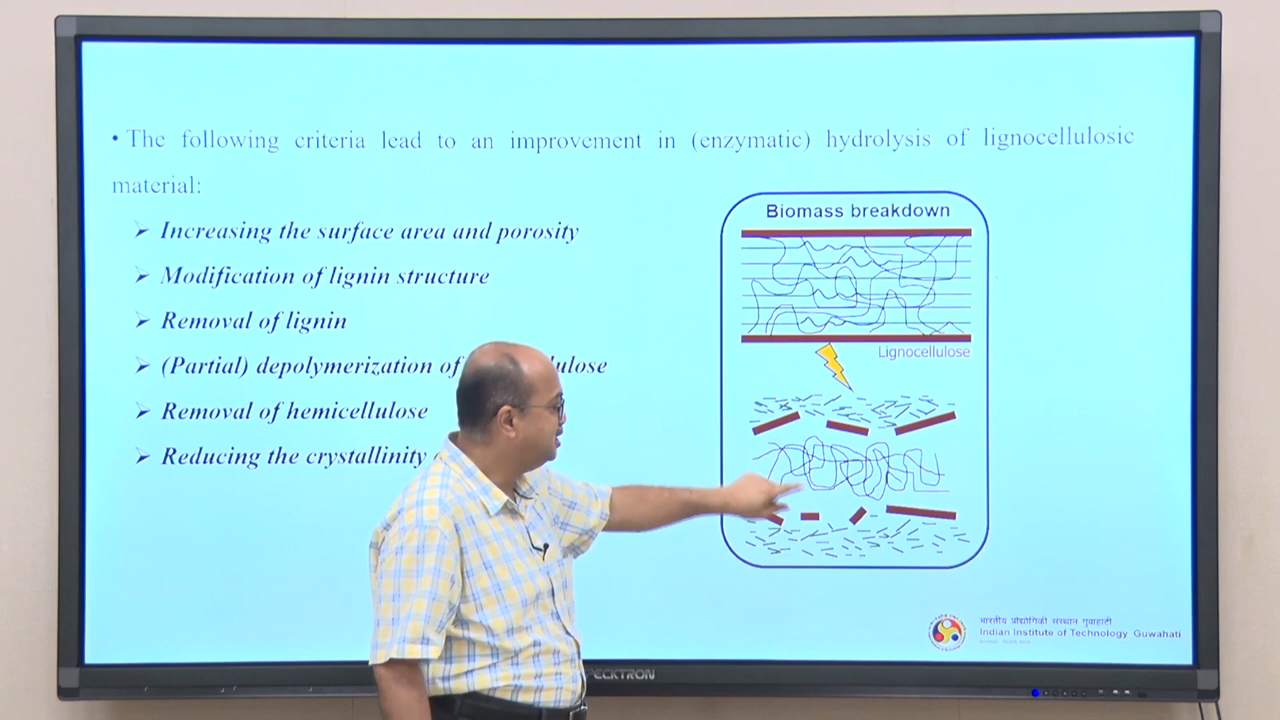 • The following criteria lead to an improvement in (enzymatic) hydrolysis of lignocellulosic
material:
➢ Increasing the surface area and porosity
➢ Modification of lignin structure
➢ Removal of lignin
➢ (Partial) depolymerization of
➢ Removal of hemicellulose
➢ Reducing the crystallinity
Biomass breakdown
Lignocellulose
भारतीय प्रौद्योगिकी संस्थान गुवाहाटी
Indian Institute of Technology Guwahati